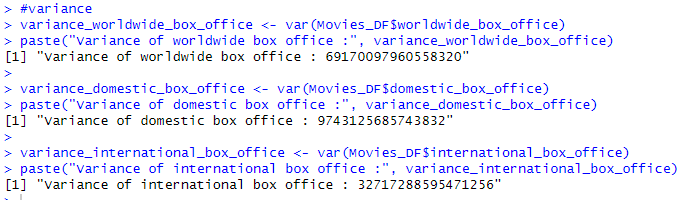 > #variance
> variance_worldwide_box_office <- var(Movies_DF$worldwide_box_office)
> paste("Variance of worldwide box office :", variance_worldwide_box_office)
[1] "Variance of worldwide box office : 69170097960558320"
>
> variance_domestic_box_office <- var(Movies_DF$domestic_box_office)
> paste("Variance of domestic box office :", variance_domestic_box_office)
[1] "Variance of domestic box office : 9743125685743832"
>
> variance_international_box_office <- var(Movies_DF$international_box_office)
> paste("Variance of international box office :", variance_international_box_office)
[1] "Variance of international box office : 32717288595471256"
>